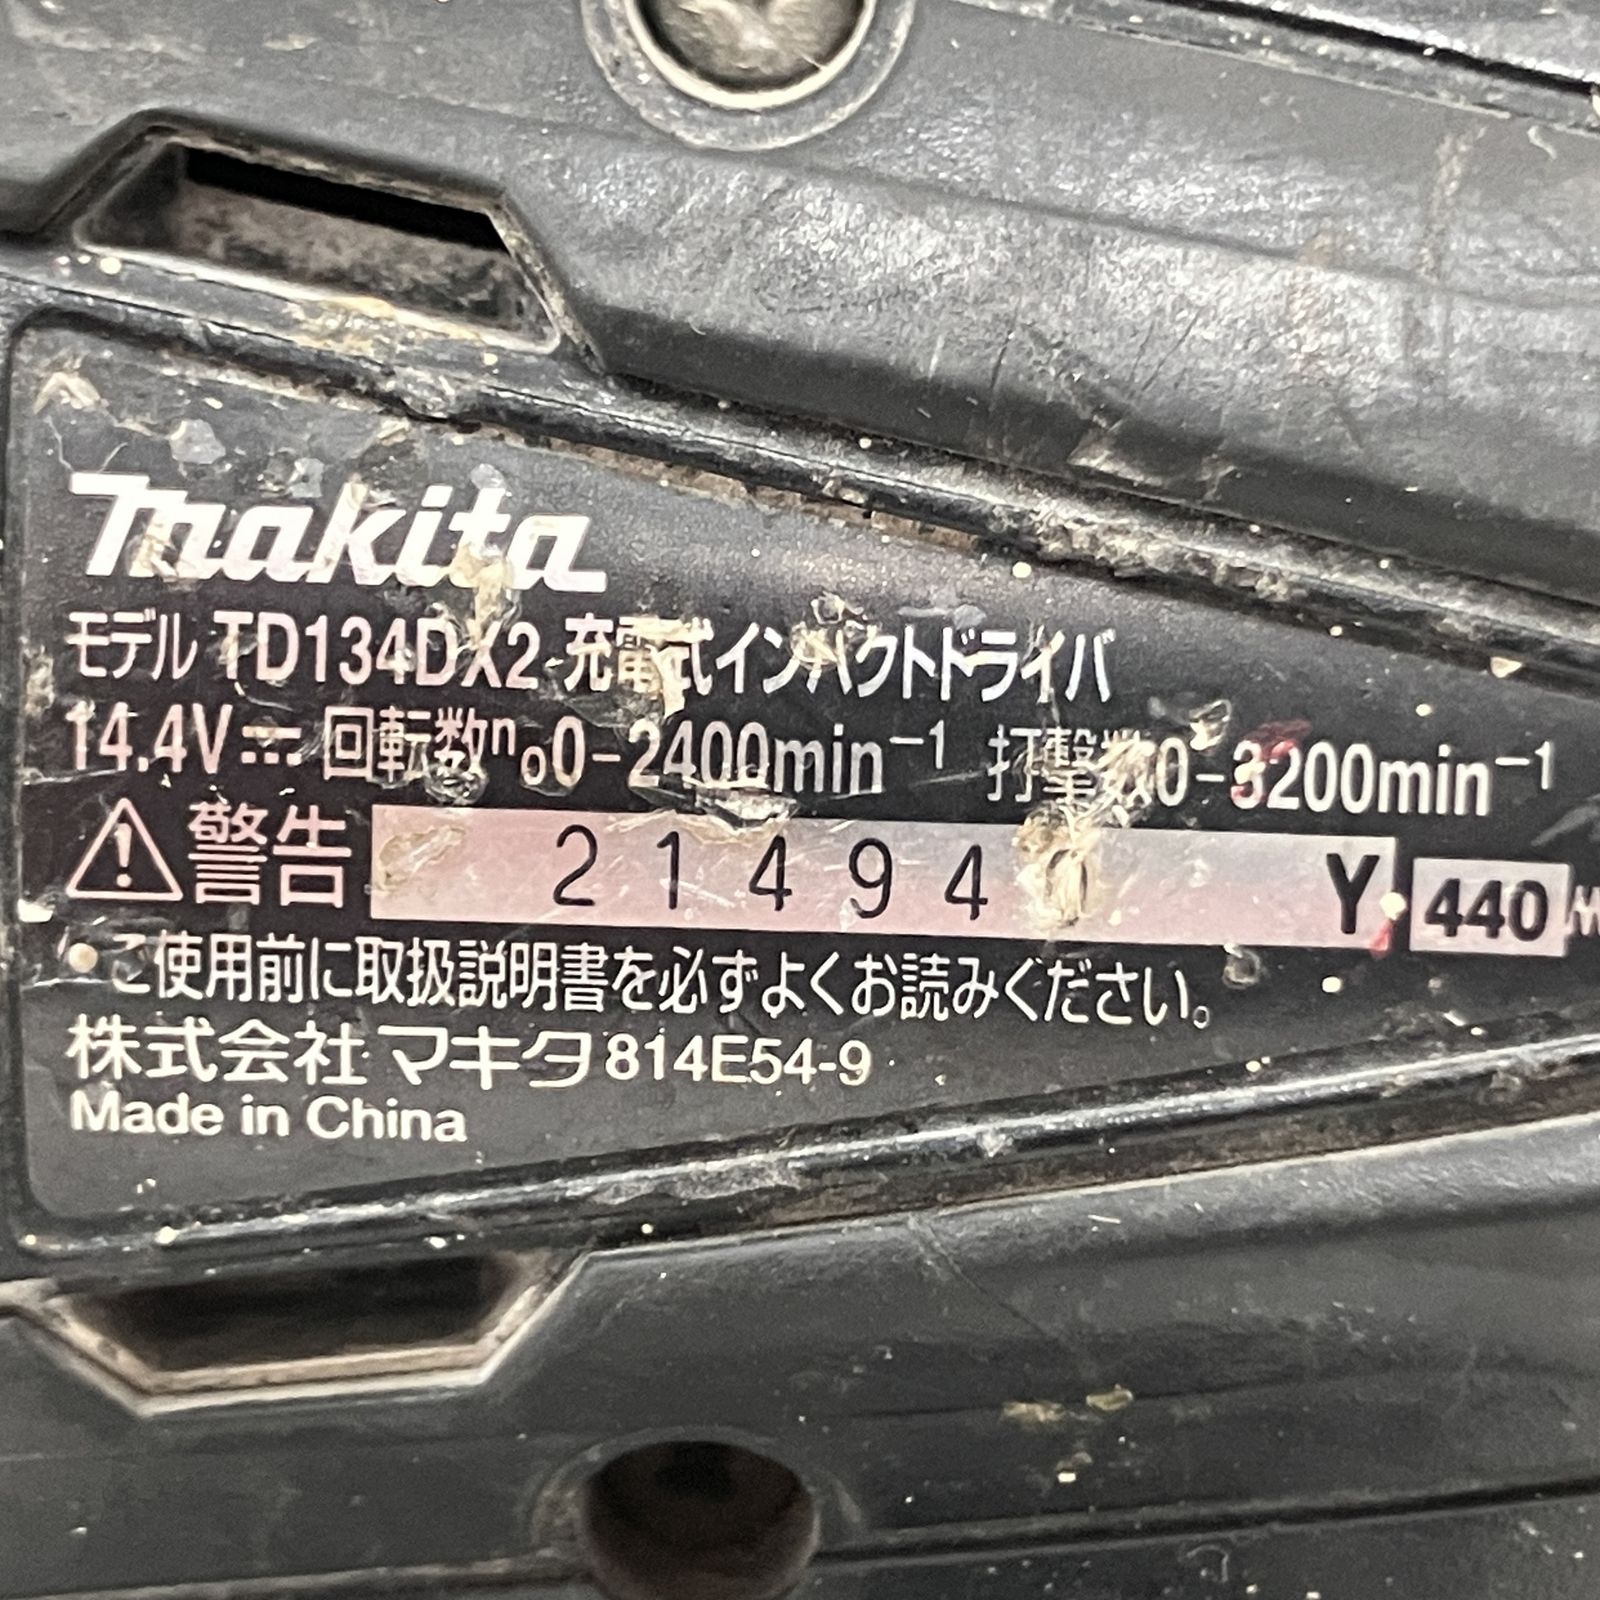 makita
モデル TD134DX2 充電式インパクトドライバ
14.4V⎓ 回転数n₀0-2400min⁻¹ 打撃数0-3200min⁻¹
⚠警告 21494 Y 440
・ご使用前に取扱説明書を必ずよくお読みください。
株式会社 マキタ 814E54-9
Made in China